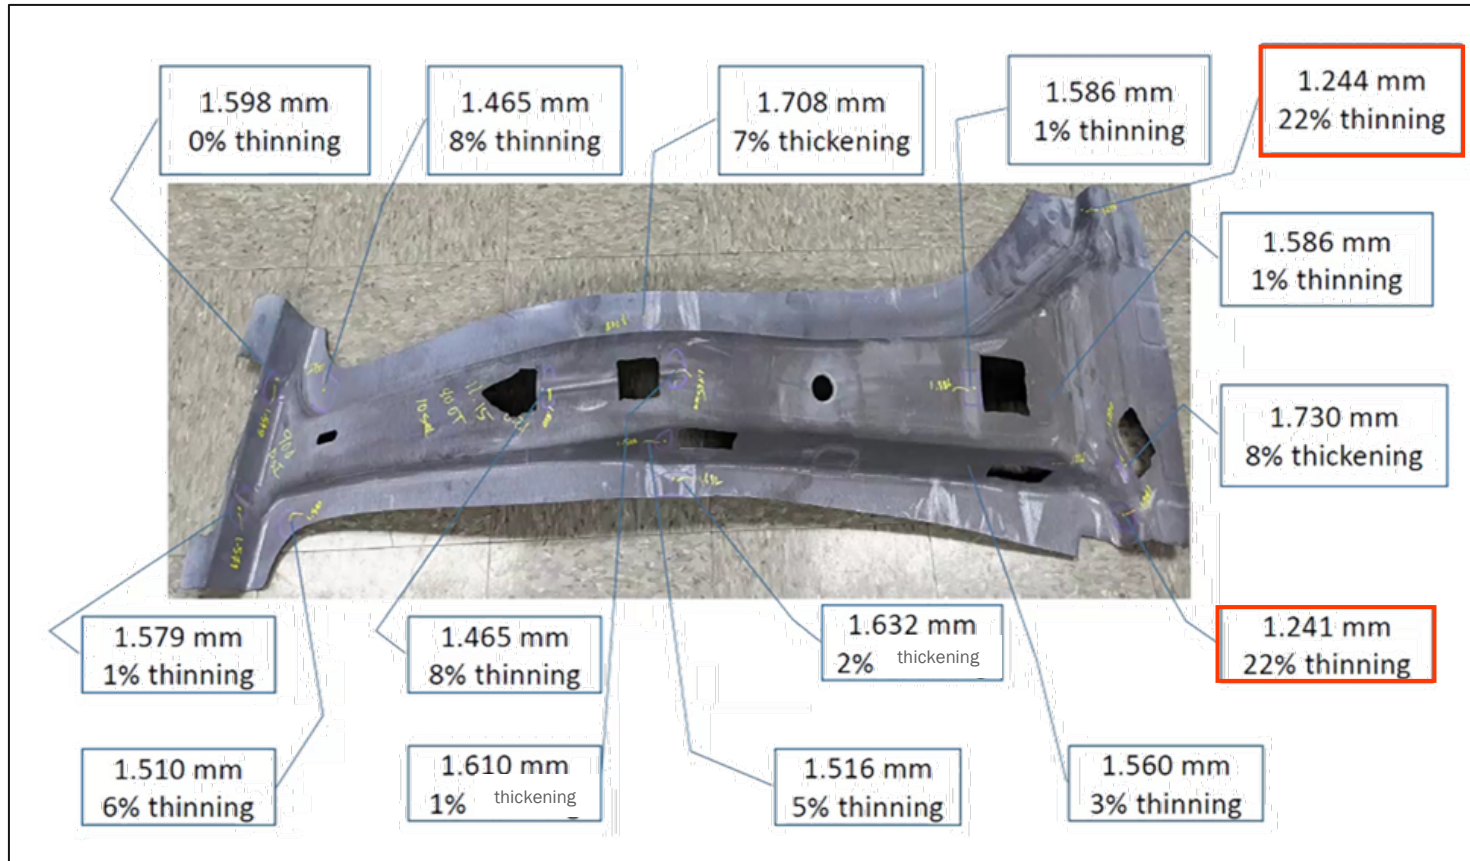 1.598 mm
0% thinning
1.465 mm
8% thinning
1.708 mm
7% thickening
1.586 mm
1% thinning
1.244 mm
22% thinning
1.586 mm
1% thinning
1.730 mm
8% thickening
1.579 mm
1% thinning
1.465 mm
8% thinning
1.632 mm
2% thickening
1.241 mm
22% thinning
1.510 mm
6% thinning
1.610 mm
1% thickening
1.516 mm
5% thinning
1.560 mm
3% thinning